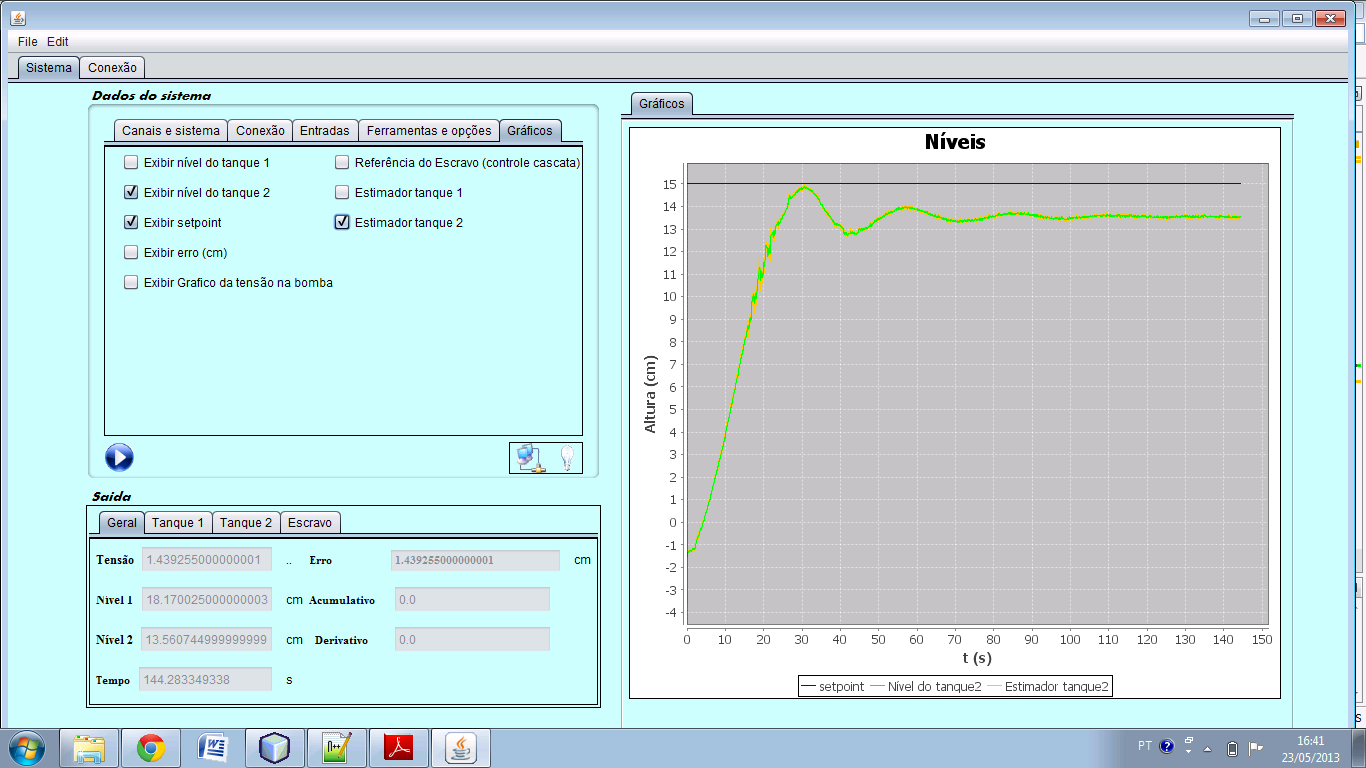 File Edit
Sistema Conexão
Dados do sistema
Canais e sistema Conexão Entradas Ferramentas e opções Gráficos
Exibir nível do tanque 1 Referência do Escravo (controle cascata)
Exibir nível do tanque 2 Estimador tanque 1
Exibir setpoint Estimador tanque 2
Exibir erro (cm)
Exibir Grafico da tensão na bomba
Saida
Geral Tanque 1 Tanque 2 Escravo
Tensão 1.439255000000001 .. Erro 1.439255000000001 cm
Nível 1 18.170025000000003 cm Acumulativo 0.0
Nível 2 13.560744999999999 cm Derivativo 0.0
Tempo 144.283349338 s
Gráficos
Níveis
Altura (cm)
15
14
13
12
11
10
9
8
7
6
5
4
3
2
1
0
-1
-2
-3
-4
0 10 20 30 40 50 60 70 80 90 100 110 120 130 140 150
t (s)
setpoint Nível do tanque2 Estimador tanque2
PT 16:41
23/05/2013